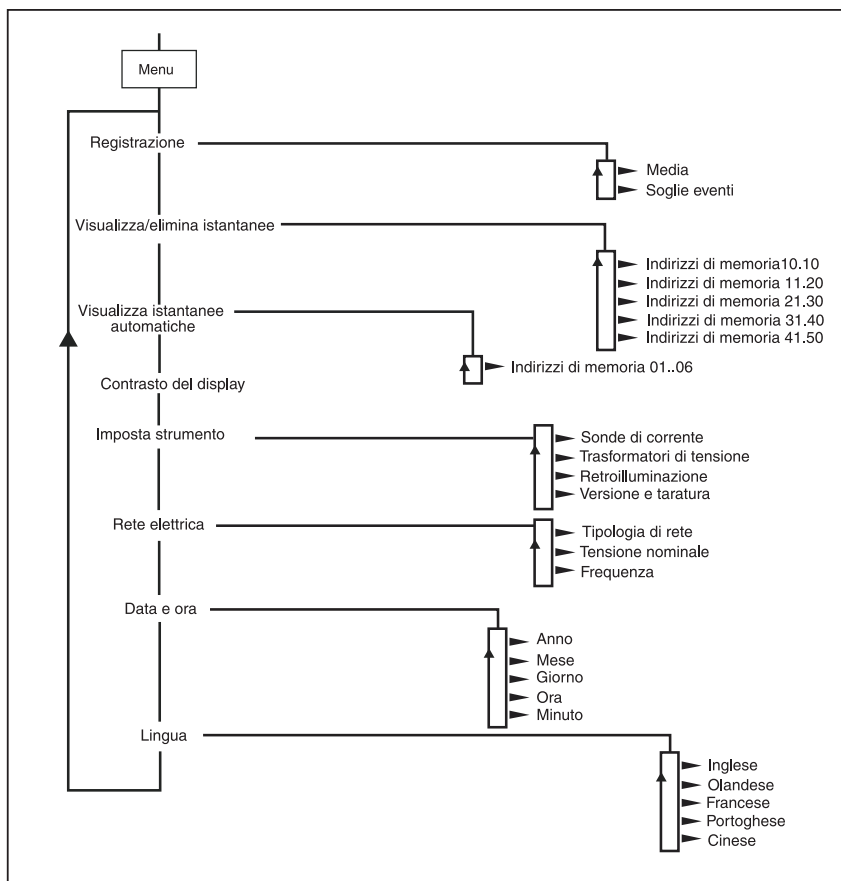 Menu
Registrazione
Media
Soglie eventi
Visualizza/elimina istantanee
Indirizzi di memoria10.10
Indirizzi di memoria 11.20
Indirizzi di memoria 21.30
Indirizzi di memoria 31.40
Indirizzi di memoria 41.50
Visualizza istantanee
automatiche
Indirizzi di memoria 01..06
Contrasto del display
Imposta strumento
Sonde di corrente
Trasformatori di tensione
Retroilluminazione
Versione e taratura
Rete elettrica
Tipologia di rete
Tensione nominale
Frequenza
Data e ora
Anno
Mese
Giorno
Ora
Minuto
Lingua
Inglese
Olandese
Francese
Portoghese
Cinese